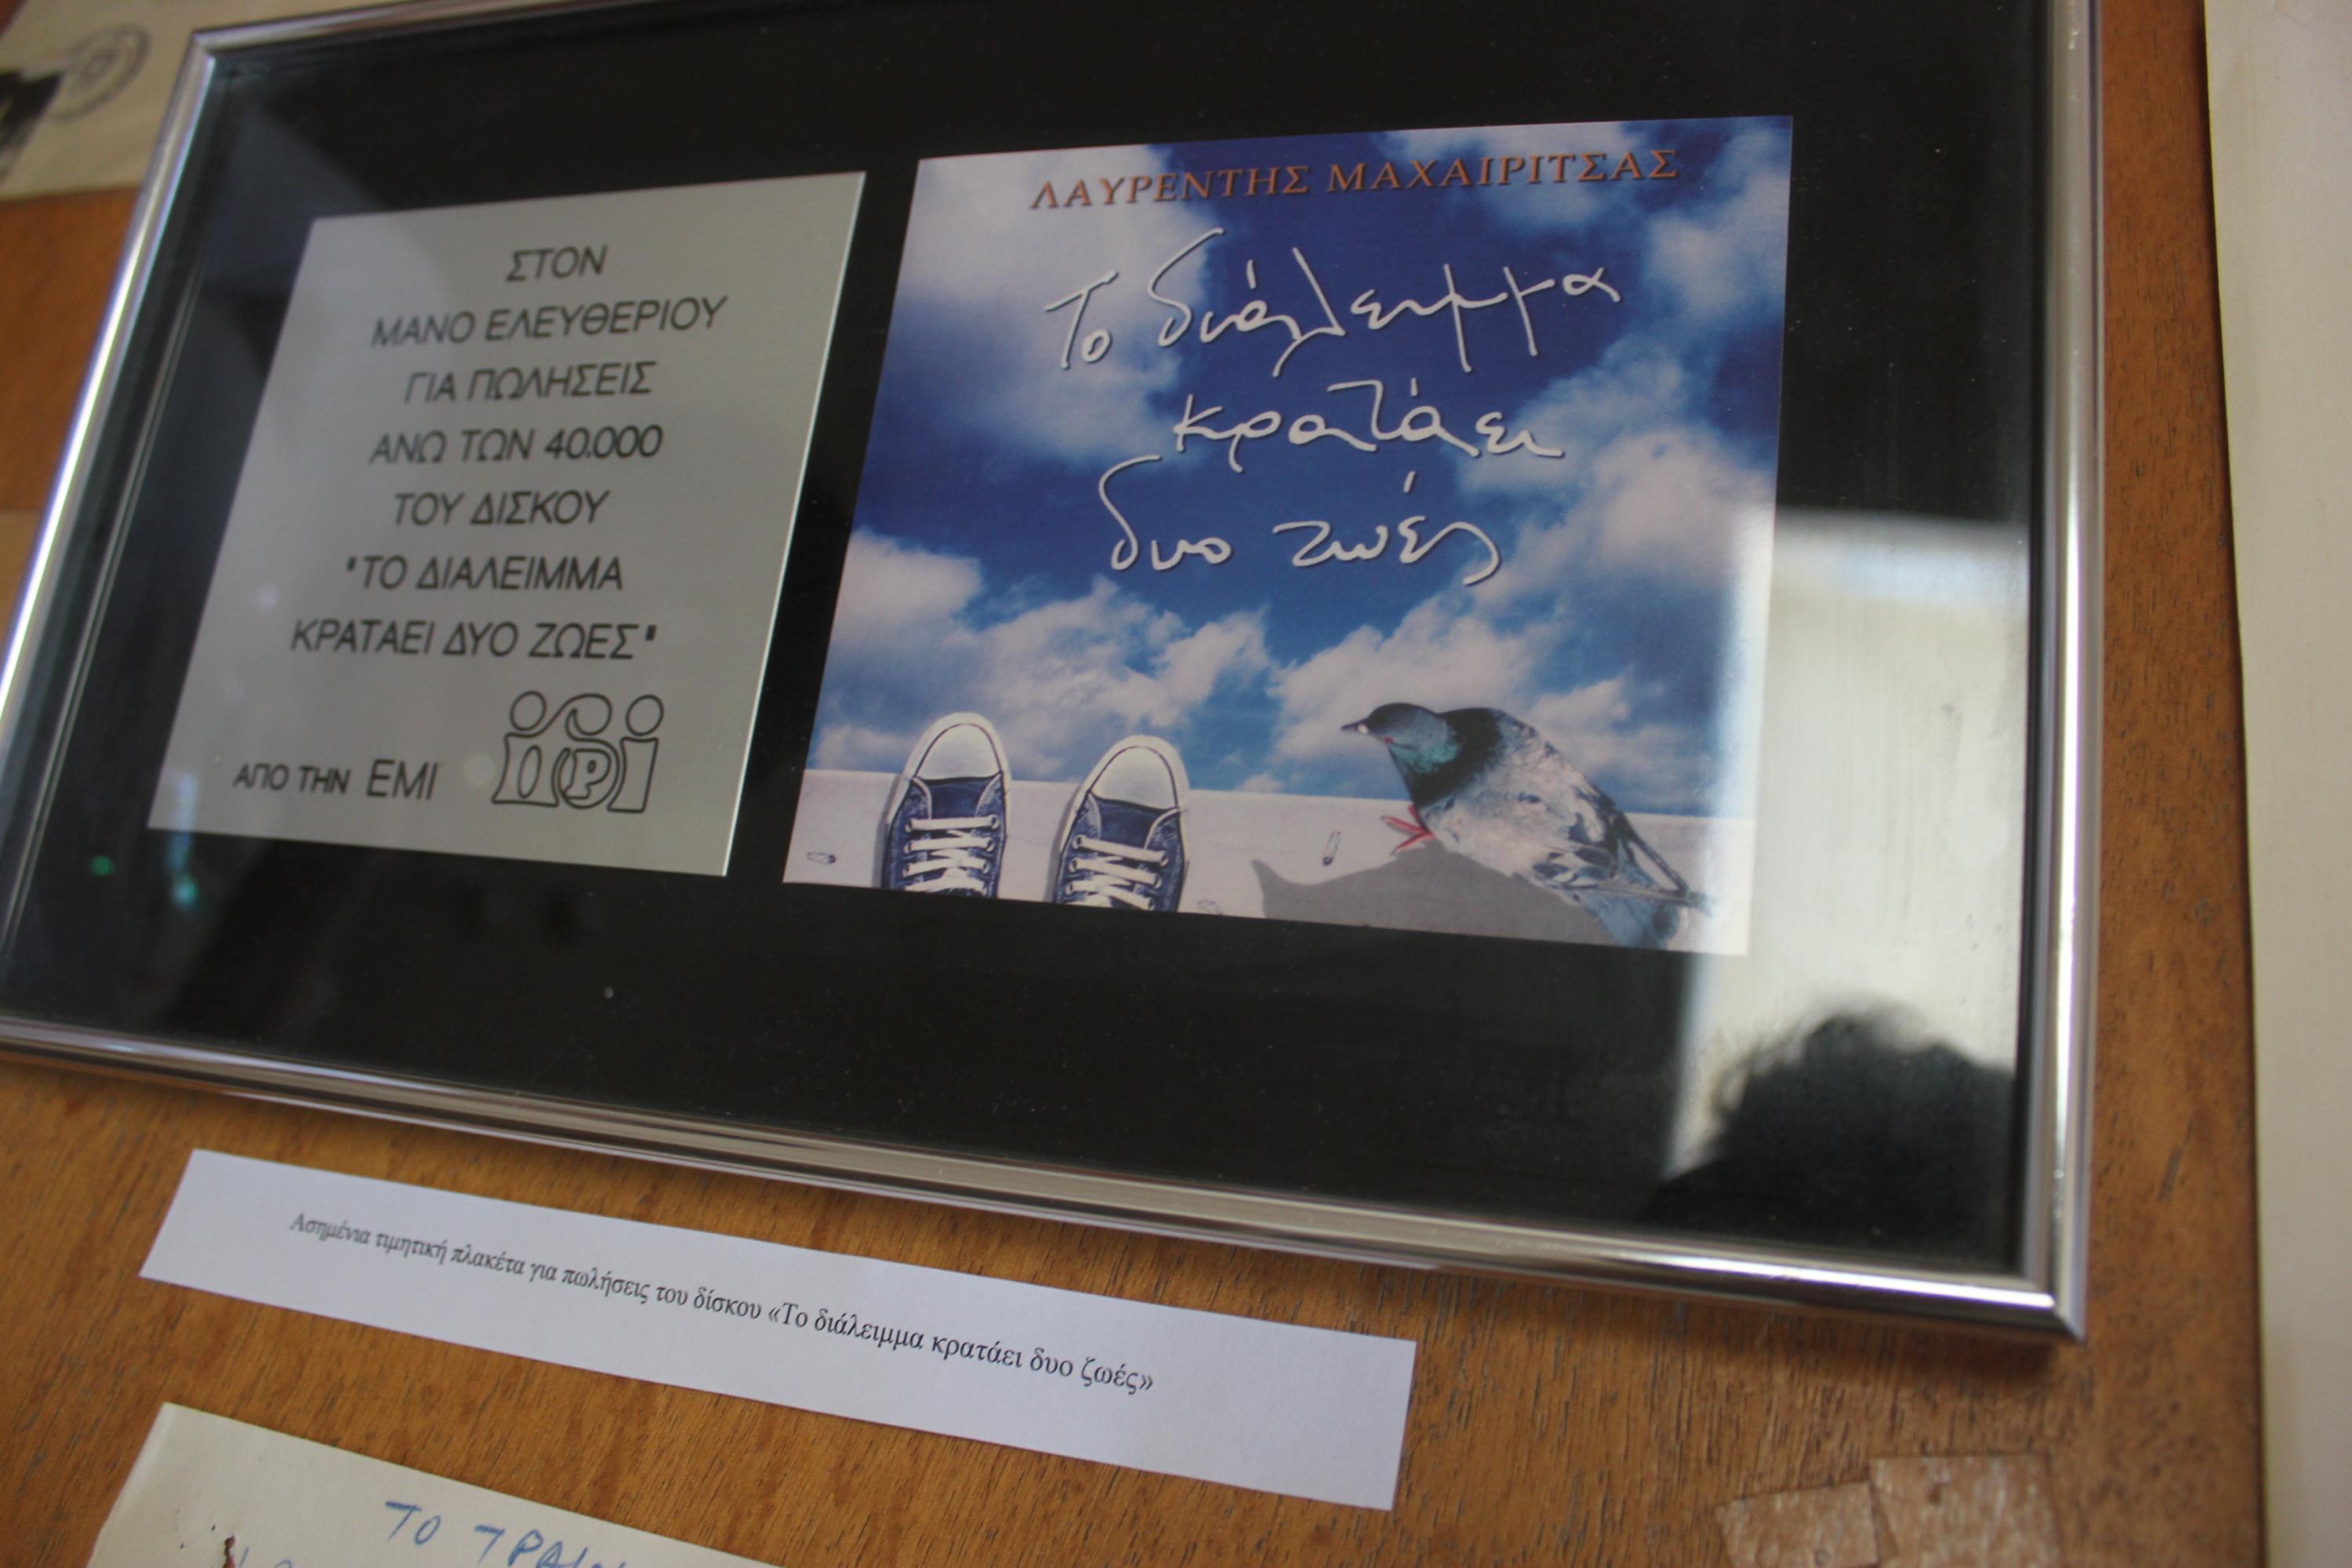 ΣΤΟΝ
ΜΑΝΟ ΕΛΕΥΘΕΡΙΟΥ
ΓΙΑ ΠΩΛΗΣΕΙΣ
ΑΝΩ ΤΩΝ 40.000
ΤΟΥ ΔΙΣΚΟΥ
"ΤΟ ΔΙΑΛΕΙΜΜΑ
ΚΡΑΤΑΕΙ ΔΥΟ ΖΩΕΣ"
ΑΠΟ ΤΗΝ EMI
ifpi
ΛΑΥΡΕΝΤΗΣ ΜΑΧΑΙΡΙΤΣΑΣ
Το διάλειμμα
κρατάει
δυο ζωές
Ασημένια τιμητική πλακέτα για πωλήσεις του δίσκου «Το διάλειμμα κρατάει δυο ζωές»
ΤΟ